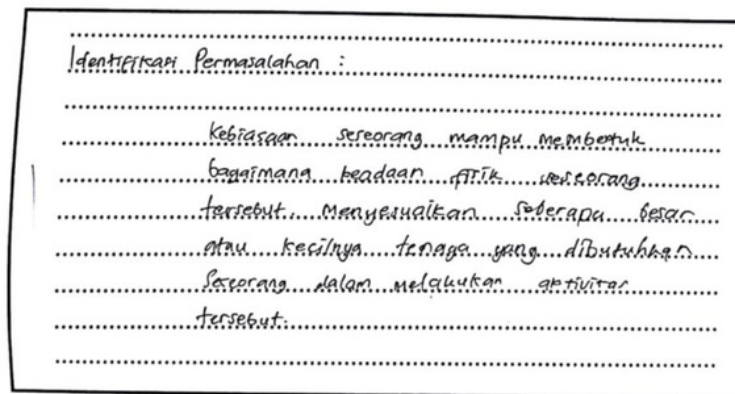 Identifikasi Permasalahan :
Kebiasaan seseorang mampu membentuk
bagaimana keadaan fisik seseorang
tersebut menyesuaikan seberapa besar
atau kecilnya tenaga yang dibutuhkan
Seseorang dalam melakukan aktivitas
tersebut.